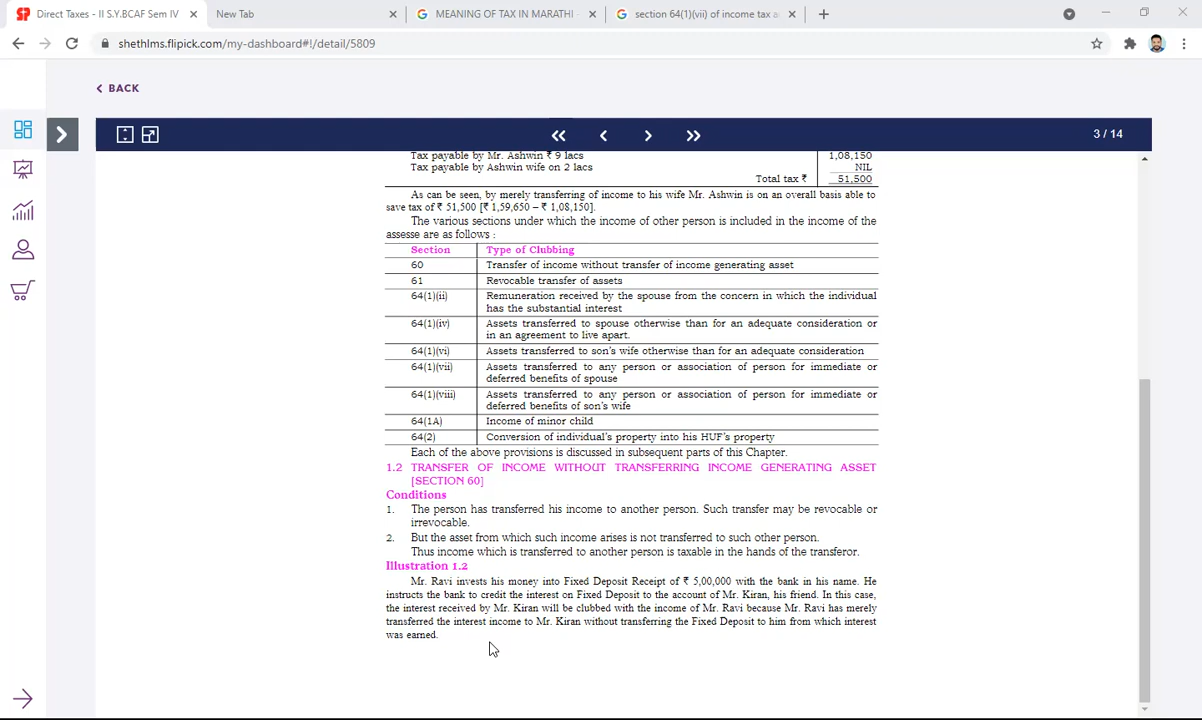 Direct Taxes - II S.Y.BCAF Sem IV
New Tab
MEANING OF TAX IN MARATHI -
section 64(1)(vii) of income tax
shethlms.flipick.com/my-dashboard#!/detail/5809
BACK
3 / 14
Tax payable by Mr. Ashwin ₹ 9 lacs 1,08,150
Tax payable by Ashwin wife on 2 lacs NIL
Total tax ₹ 51,500
As can be seen, by merely transferring of income to his wife Mr. Ashwin is on an overall basis able to
save tax of ₹ 51,500 [₹ 1,59,650 – ₹ 1,08,150].
The various sections under which the income of other person is included in the income of the
assesse are as follows :
Section Type of Clubbing
60 Transfer of income without transfer of income generating asset
61 Revocable transfer of assets
64(1)(ii) Remuneration received by the spouse from the concern in which the individual
has the substantial interest
64(1)(iv) Assets transferred to spouse otherwise than for an adequate consideration or
in an agreement to live apart.
64(1)(vi) Assets transferred to son's wife otherwise than for an adequate consideration
64(1)(vii) Assets transferred to any person or association of person for immediate or
deferred benefits of spouse
64(1)(viii) Assets transferred to any person or association of person for immediate or
deferred benefits of son's wife
64(1A) Income of minor child
64(2) Conversion of individual's property into his HUF's property
Each of the above provisions is discussed in subsequent parts of this Chapter.
1.2 TRANSFER OF INCOME WITHOUT TRANSFERRING INCOME GENERATING ASSET
[SECTION 60]
Conditions
1. The person has transferred his income to another person. Such transfer may be revocable or
irrevocable.
2. But the asset from which such income arises is not transferred to such other person.
Thus income which is transferred to another person is taxable in the hands of the transferor.
Illustration 1.2
Mr. Ravi invests his money into Fixed Deposit Receipt of ₹ 5,00,000 with the bank in his name. He
instructs the bank to credit the interest on Fixed Deposit to the account of Mr. Kiran, his friend. In this case,
the interest received by Mr. Kiran will be clubbed with the income of Mr. Ravi because Mr. Ravi has merely
transferred the interest income to Mr. Kiran without transferring the Fixed Deposit to him from which interest
was earned.